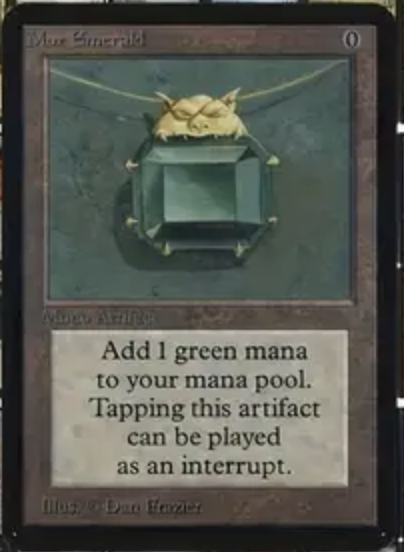 Mox Emerald 0
Mono Artifact
Add 1 green mana
to your mana pool.
Tapping this artifact
can be played
as an interrupt.
Illus. © Dan Frazier